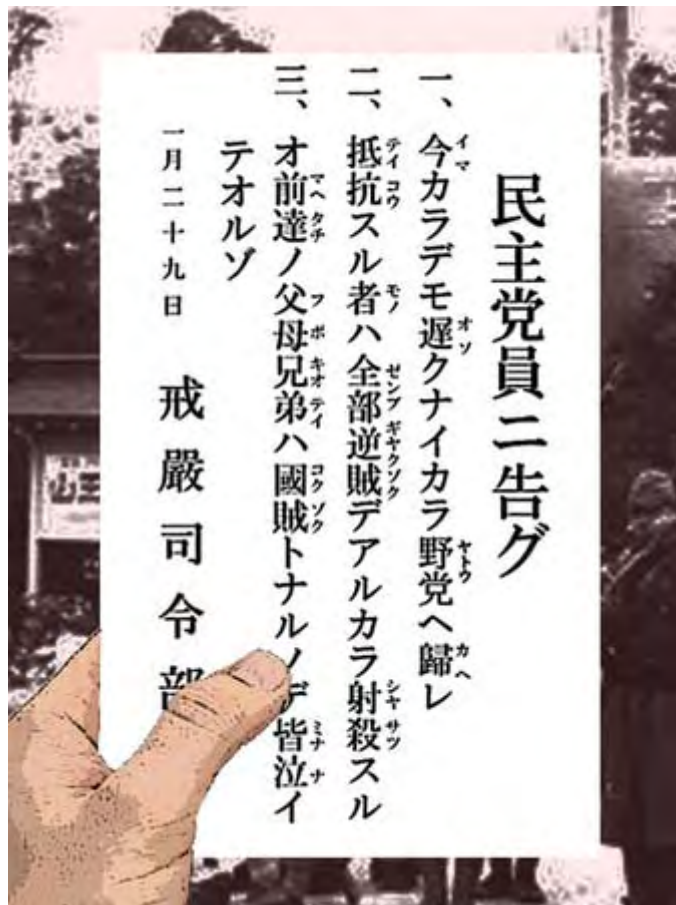 民主党員ニ告グ
一、今カラデモ遅クナイカラ野党ヘ歸レ
二、抵抗スル者ハ全部逆賊デアルカラ射殺スル
三、オ前達ノ父母兄弟ハ國賊トナルノデ皆泣イ
テオルゾ
一月二十九日 戒嚴司令部